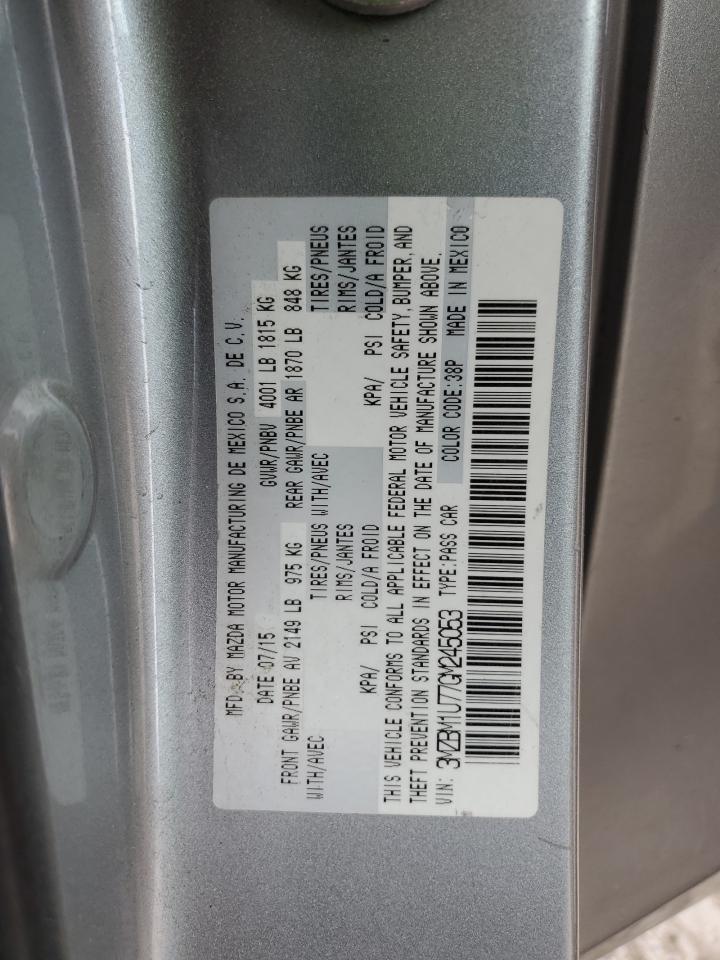 MFD.BY MAZDA MOTOR MANUFACTURING DE MEXICO S.A. DE C.V.
DATE 07/15 GVWR/PNBV 4001 LB 1815 KG
FRONT GAWR/PNBE AV 2149 LB 975 KG REAR GAWR/PNBE AR 1870 LB 848 KG
WITH/AVEC TIRES/PNEUS WITH/AVEC TIRES/PNEUS
RIMS/JANTES RIMS/JANTES
KPA/ PSI COLD/A FROID KPA/ PSI COLD/A FROID
THIS VEHICLE CONFORMS TO ALL APPLICABLE FEDERAL MOTOR VEHICLE SAFETY, BUMPER, AND
THEFT PREVENTION STANDARDS IN EFFECT ON THE DATE OF MANUFACTURE SHOWN ABOVE.
VIN: 3MZBM1U77GM245053 TYPE:PASS CAR COLOR CODE:38P MADE IN MEXICO